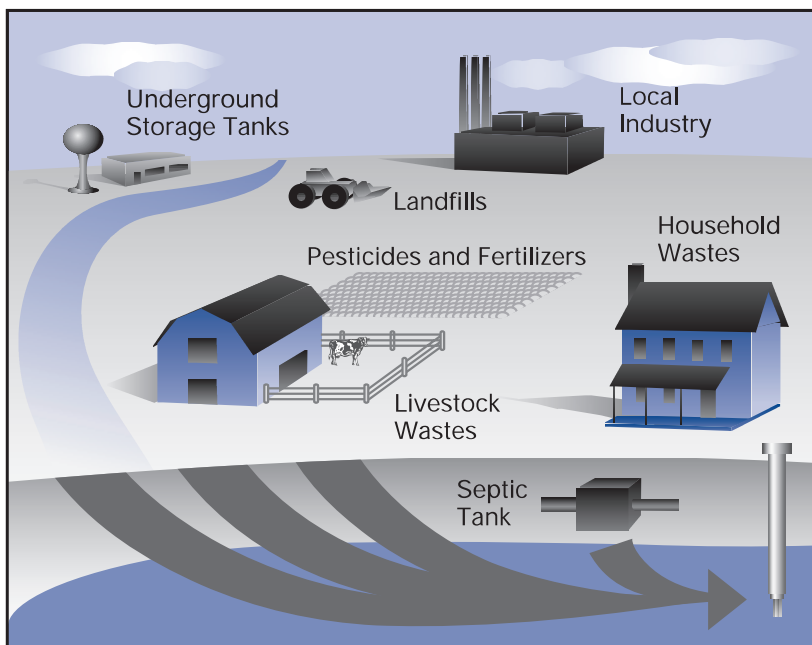 Underground
Storage Tanks
Local
Industry
Landfills
Household
Wastes
Pesticides and Fertilizers
Livestock
Wastes
Septic
Tank